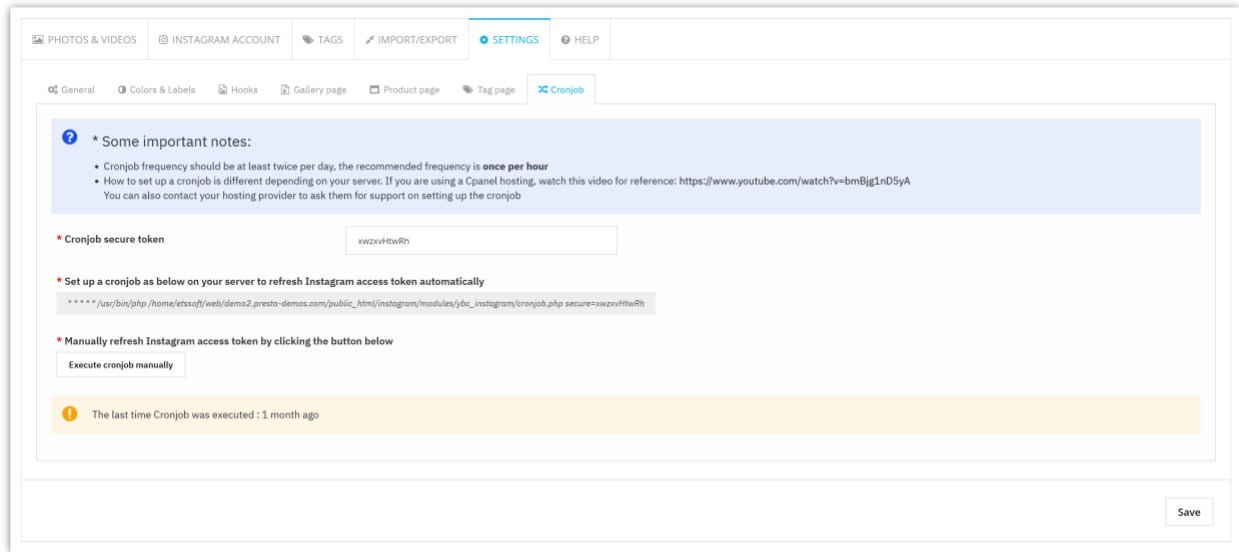 PHOTOS & VIDEOS INSTAGRAM ACCOUNT TAGS IMPORT/EXPORT SETTINGS HELP
General Colors & Labels Hooks Gallery page Product page Tag page Cronjob
* Some important notes:
• Cronjob frequency should be at least twice per day, the recommended frequency is once per hour
• How to set up a cronjob is different depending on your server. If you are using a Cpanel hosting, watch this video for reference: https://www.youtube.com/watch?v=bmBjg1nD5yA
You can also contact your hosting provider to ask them for support on setting up the cronjob
* Cronjob secure token
xwzxvHtwRh
* Set up a cronjob as below on your server to refresh Instagram access token automatically
* * * * * /usr/bin/php /home/etssoft/web/demo2.presta-demos.com/public_html/instagram/modules/ybc_instagram/cronjob.php secure=xwzxvHtwRh
* Manually refresh Instagram access token by clicking the button below
Execute cronjob manually
The last time Cronjob was executed : 1 month ago
Save